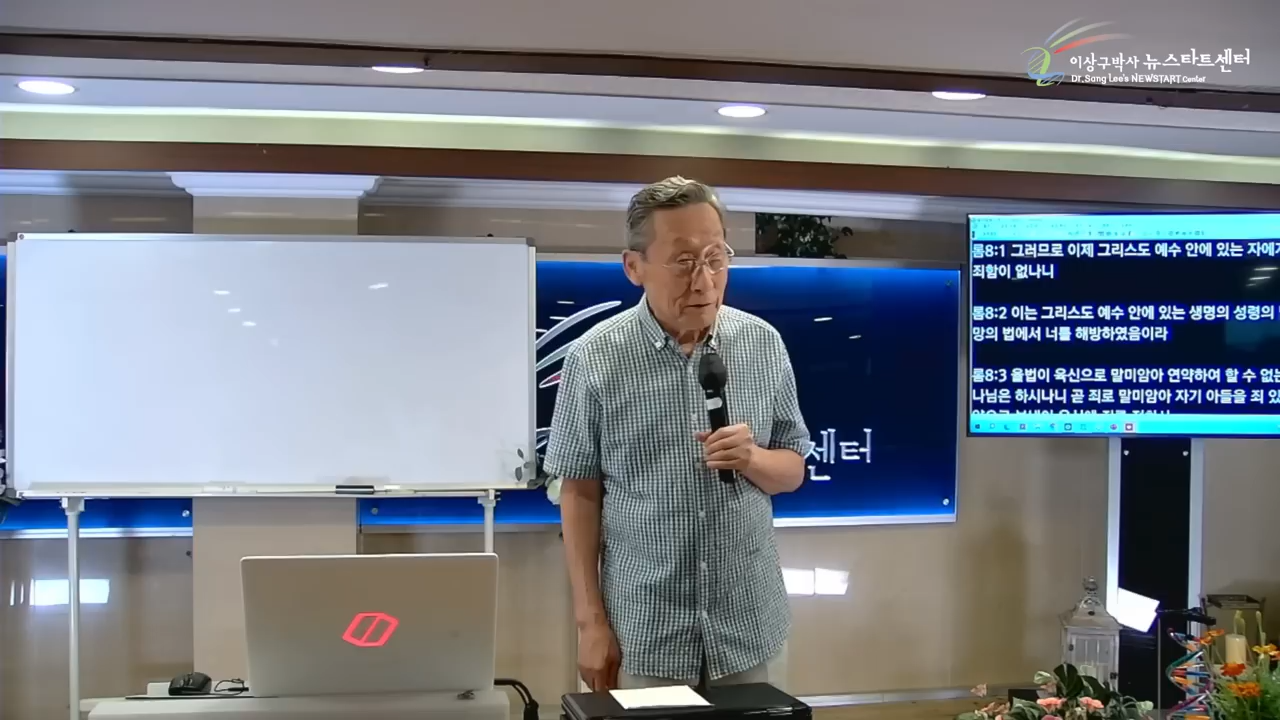 이상구박사 뉴스타트센터
Dr. Sang Lee's NEWSTART Center
롬8:1 그러므로 이제 그리스도 예수 안에 있는 자에게
죄함이 없나니
롬8:2 이는 그리스도 예수 안에 있는 생명의 성령의
망의 법에서 너를 해방하였음이라
롬8:3 율법이 육신으로 말미암아 연약하여 할 수 없는
나님은 하시나니 곧 죄로 말미암아 자기 아들을 죄 있
센터